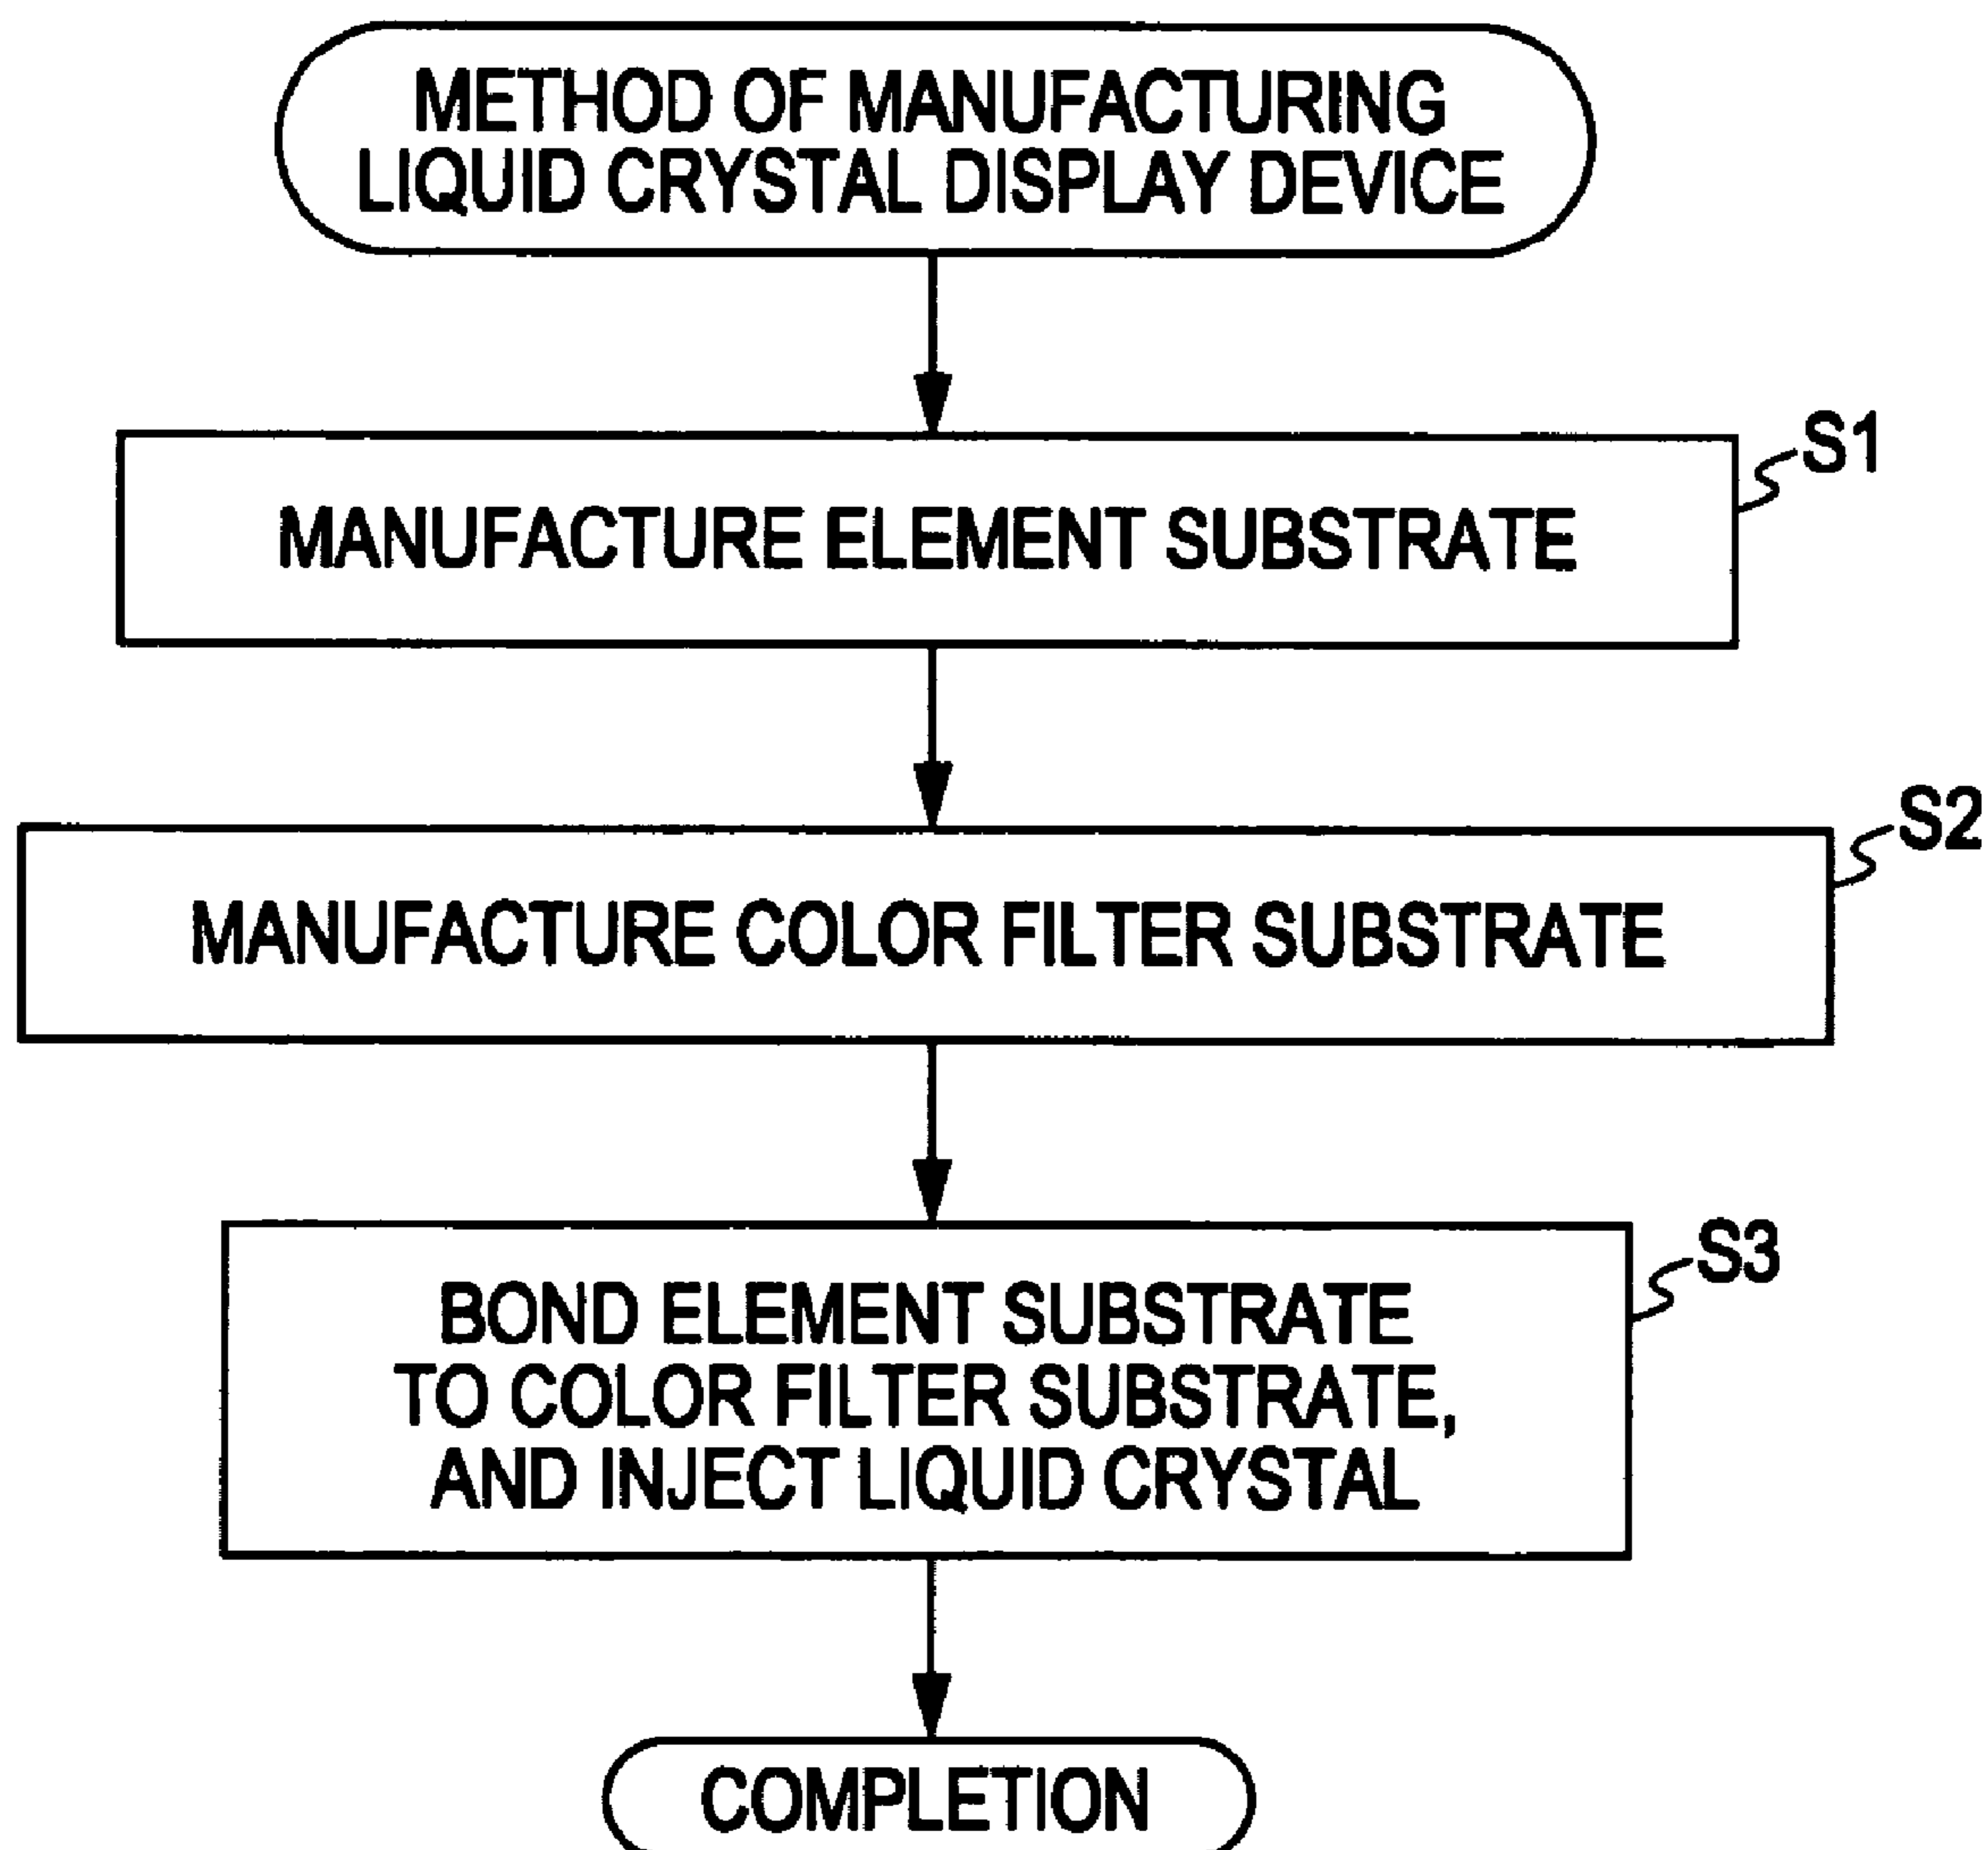 METHOD OF MANUFACTURING
LIQUID CRYSTAL DISPLAY DEVICE
S1
MANUFACTURE ELEMENT SUBSTRATE
S2
MANUFACTURE COLOR FILTER SUBSTRATE
S3
BOND ELEMENT SUBSTRATE
TO COLOR FILTER SUBSTRATE,
AND INJECT LIQUID CRYSTAL
COMPLETION